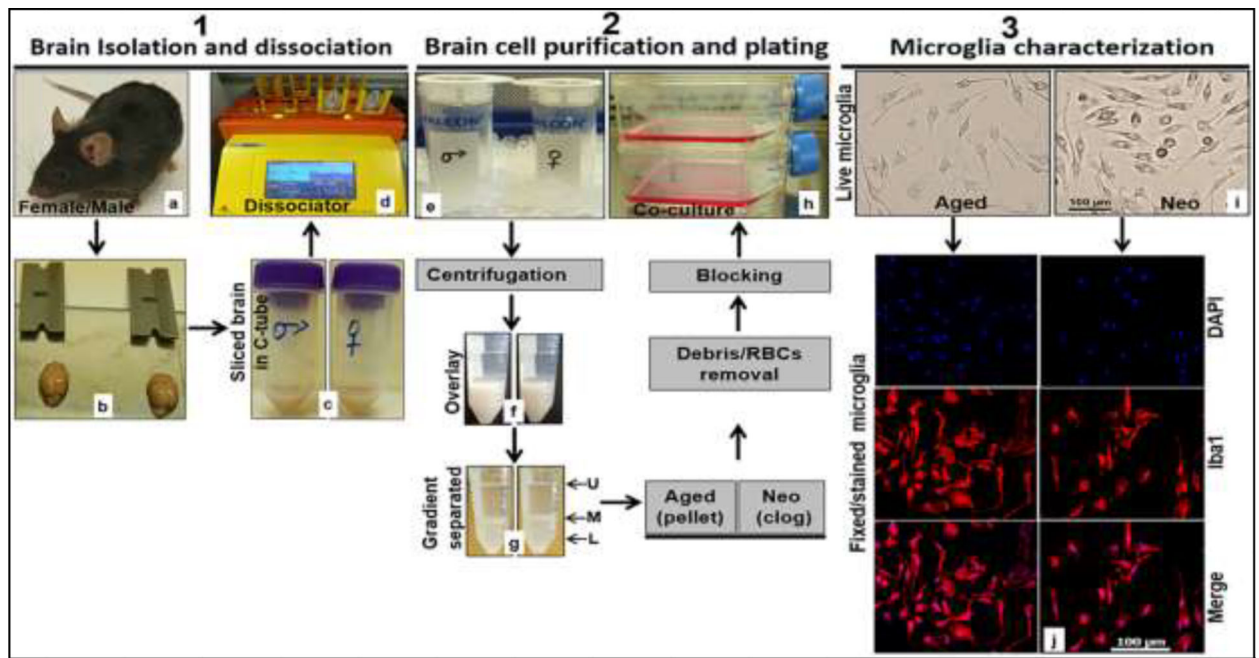 1
Brain Isolation and dissociation
Female/Male
a
Dissociator
d
b
Sliced brain
in C-tube
♂
♀
c
2
Brain cell purification and plating
FALCON
♂
♀
e
Co-culture
h
Centrifugation
Overlay
f
Gradient
separated
g
U
M
L
Aged
(pellet)
Neo
(clog)
Debris/RBCs
removal
Blocking
3
Microglia characterization
Live microglia
Aged
100 µm
Neo
i
Fixed/stained microglia
DAPI
Iba1
Merge
j
100 µm